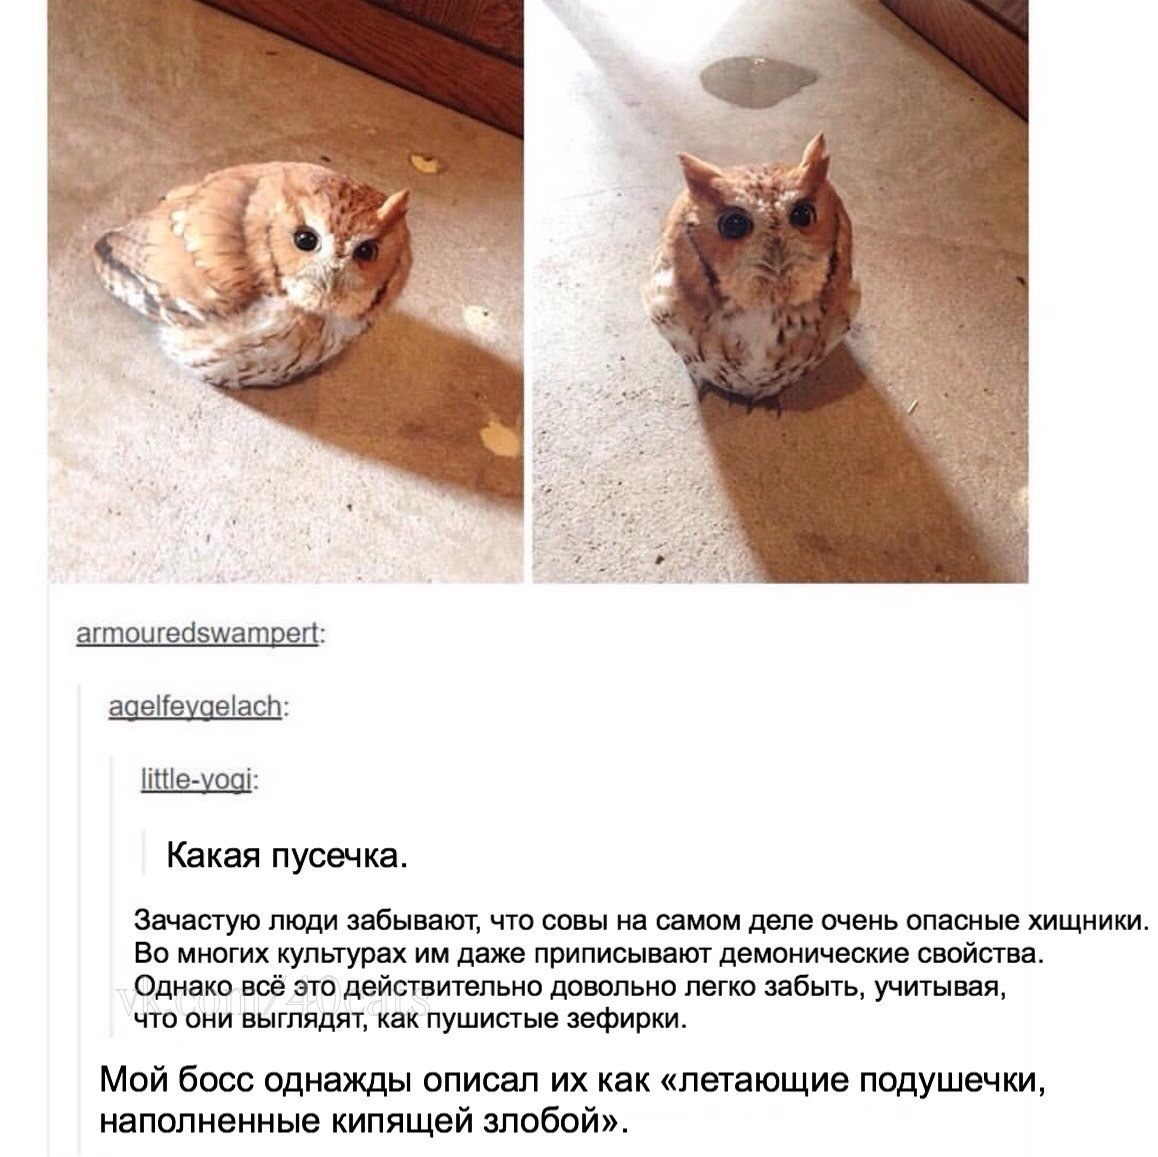 armouredswampert:
agelfeygelach:
little-yogi:
Какая пусечка.
Зачастую люди забывают, что совы на самом деле очень опасные хищники.
Во многих культурах им даже приписывают демонические свойства.
Однако всё это действительно довольно легко забыть, учитывая,
что они выглядят, как пушистые зефирки.
Мой босс однажды описал их как «летающие подушечки,
наполненные кипящей злобой».